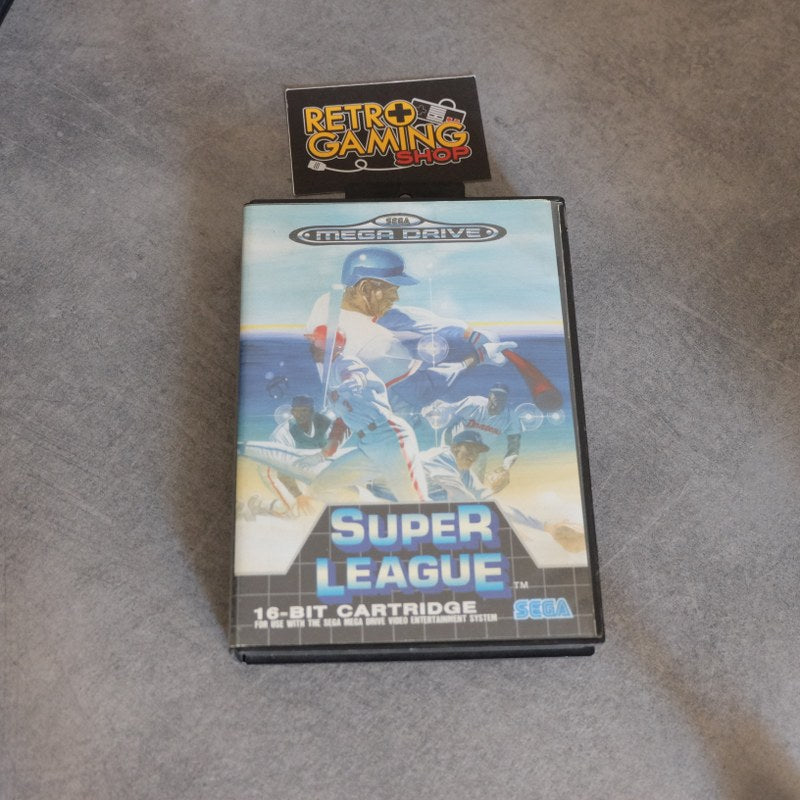 RETRO
GAMING
SHOP
SEGA
MEGA DRIVE
SUPER
LEAGUE™
16-BIT CARTRIDGE
FOR USE WITH THE SEGA MEGA DRIVE VIDEO ENTERTAINMENT SYSTEM
SEGA